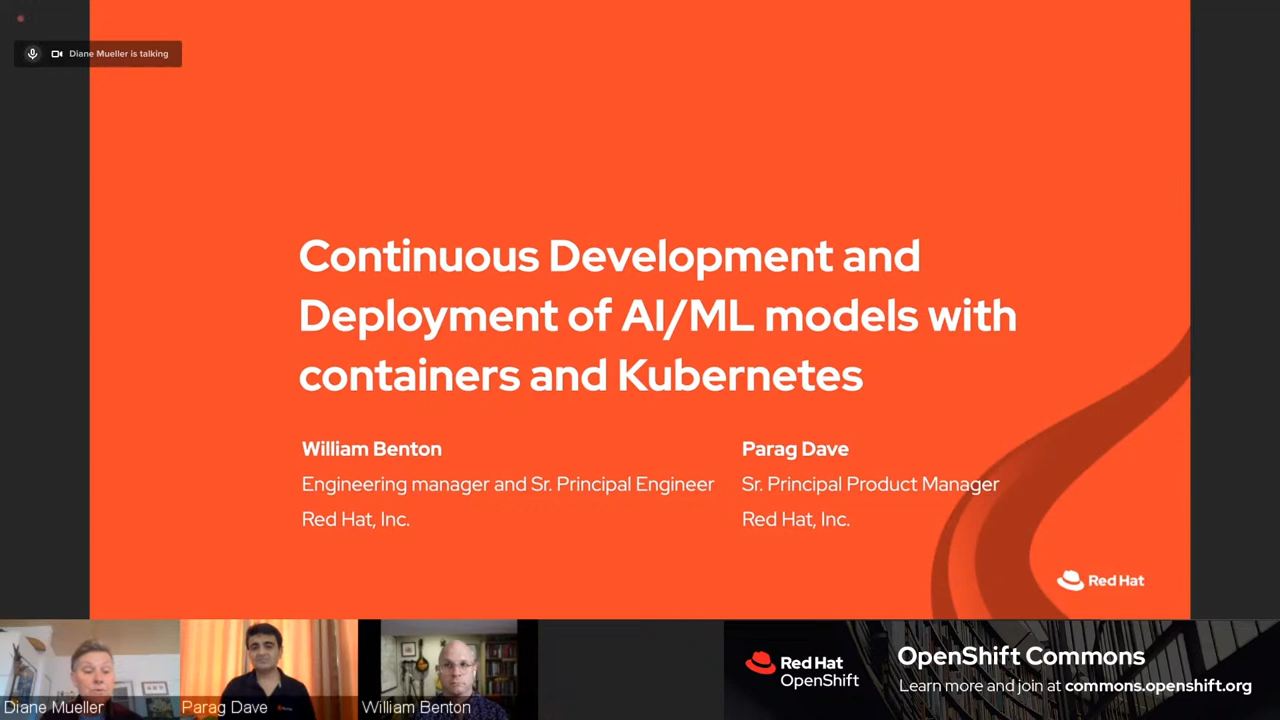 Diane Mueller is talking
Continuous Development and
Deployment of AI/ML models with
containers and Kubernetes
William Benton
Engineering manager and Sr. Principal Engineer
Red Hat, Inc.
Parag Dave
Sr. Principal Product Manager
Red Hat, Inc.
Red Hat
Diane Mueller
Parag Dave
William Benton
Red Hat
OpenShift
OpenShift Commons
Learn more and join at commons.openshift.org